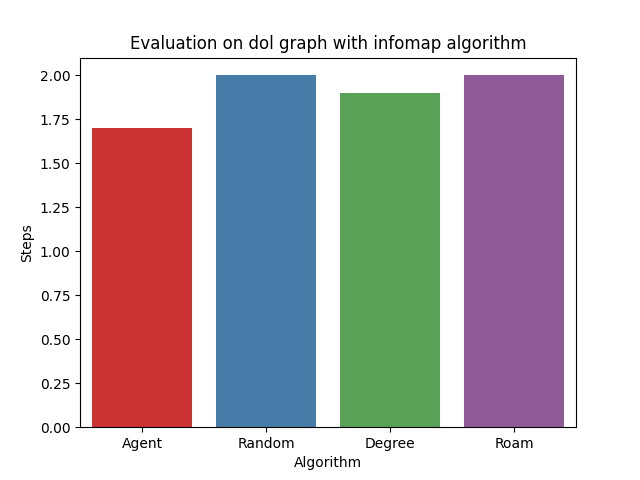 Evaluation on dol graph with infomap algorithm
2.00
1.75
1.50
1.25
1.00
0.75
0.50
0.25
0.00
Steps
Agent Random Degree Roam
Algorithm